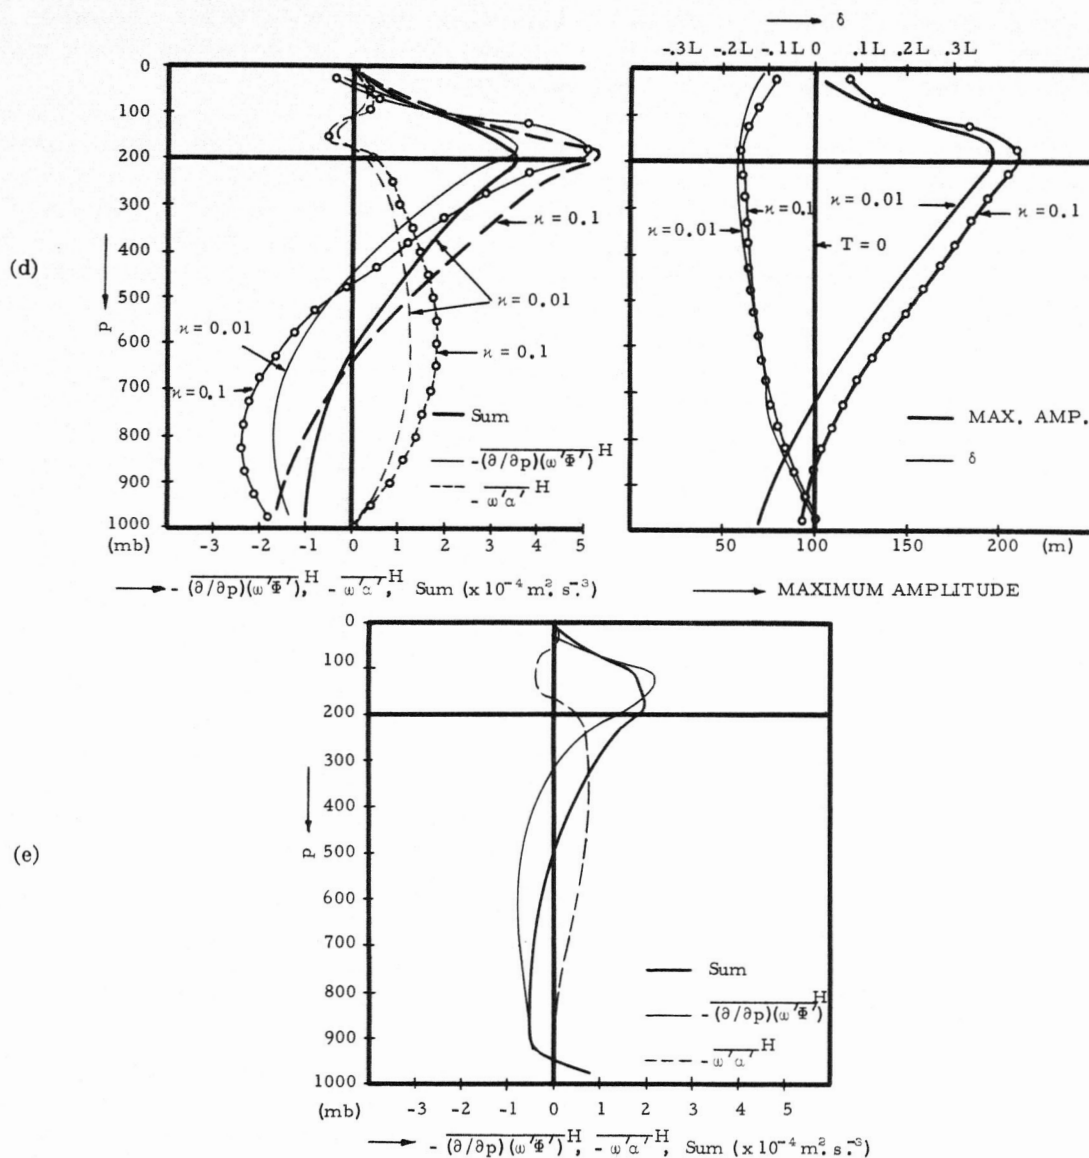 (d)
0
100
200
300
400
500
600
700
800
900
1000
(mb)
p
-3 -2 -1 0 1 2 3 4 5
ϰ=0.01
ϰ=0.1
ϰ=0.1
ϰ=0.01
ϰ=0.1
Sum
-(∂/∂p)(ω'Φ')ᴴ
-ω'α'ᴴ
-(∂/∂p)(ω'Φ'),ᴴ -ω'α',ᴴ Sum (x10⁻⁴ m². s.⁻³)
δ
-.3L -.2L -.1L 0 .1L .2L .3L
ϰ=0.1
ϰ=0.01
T=0
ϰ=0.01
ϰ=0.1
MAX. AMP.
δ
50 100 150 200 (m)
MAXIMUM AMPLITUDE
(e)
0
100
200
300
400
500
600
700
800
900
1000
(mb)
p
-3 -2 -1 0 1 2 3 4 5
Sum
-(∂/∂p)(ω'Φ')ᴴ
-ω'α'ᴴ
-(∂/∂p)(ω'Φ')ᴴ, -ω'α'ᴴ, Sum (x10⁻⁴ m². s.⁻³)